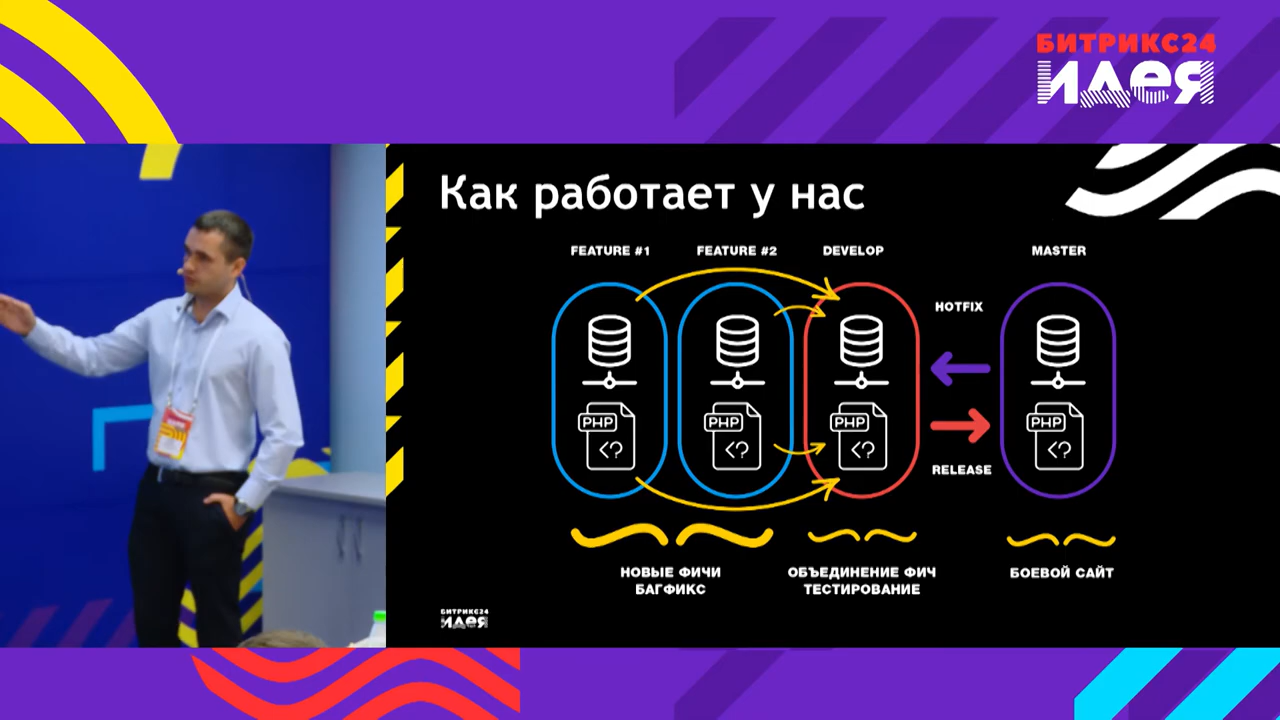 БИТРИКС24
идея
Как работает у нас
FEATURE #1
FEATURE #2
DEVELOP
MASTER
HOTFIX
PHP
<?
PHP
<?
PHP
<?
PHP
<?
RELEASE
НОВЫЕ ФИЧИ
БАГФИКС
ОБЪЕДИНЕНИЕ ФИЧ
ТЕСТИРОВАНИЕ
БОЕВОЙ САЙТ
БИТРИКС24
идея